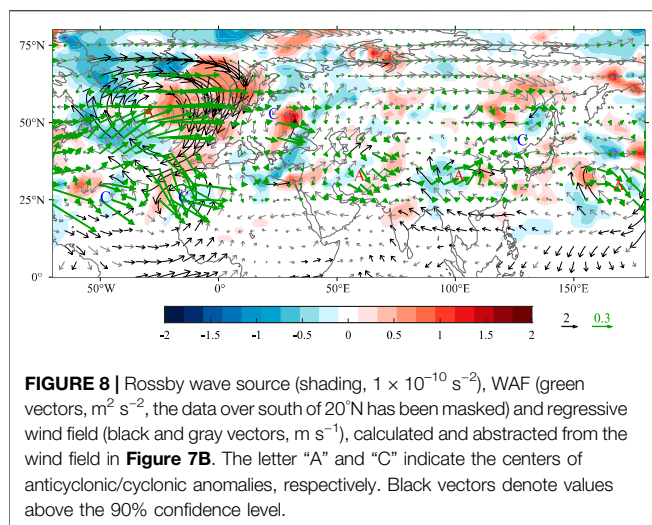 75°N
50°N
25°N
0°
50°W 0° 50°E 100°E 150°E
A C A A C A C C
-2 -1.5 -1 -0.5 0 0.5 1 1.5 2
2 0.3
FIGURE 8 | Rossby wave source (shading, 1 × 10⁻¹⁰ s⁻²), WAF (green
vectors, m² s⁻², the data over south of 20°N has been masked) and regressive
wind field (black and gray vectors, m s⁻¹), calculated and abstracted from the
wind field in Figure 7B. The letter “A” and “C” indicate the centers of
anticyclonic/cyclonic anomalies, respectively. Black vectors denote values
above the 90% confidence level.